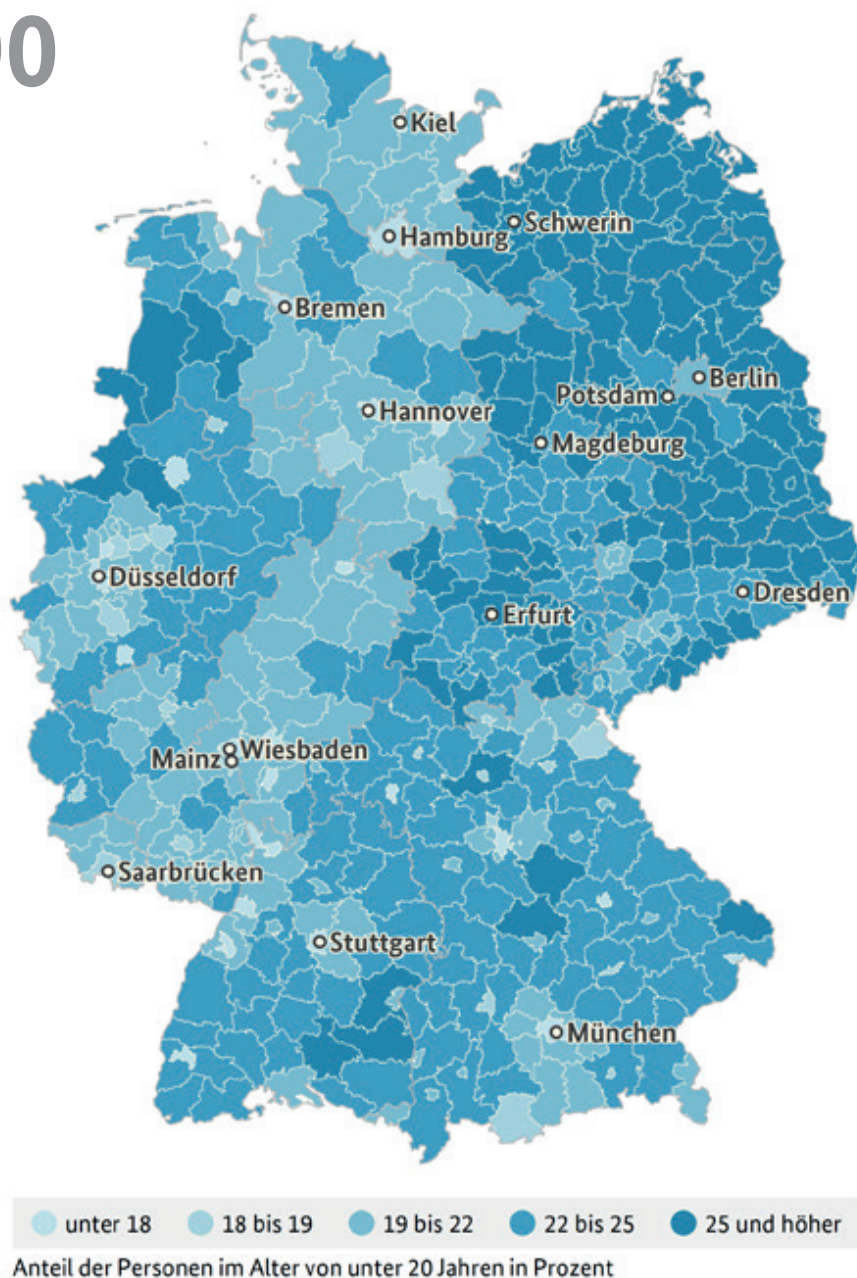 90
Kiel
Schwerin
Hamburg
Bremen
Berlin
Potsdam
Hannover
Magdeburg
Düsseldorf
Dresden
Erfurt
Wiesbaden
Mainz
Saarbrücken
Stuttgart
München
unter 18 18 bis 19 19 bis 22 22 bis 25 25 und höher
Anteil der Personen im Alter von unter 20 Jahren in Prozent